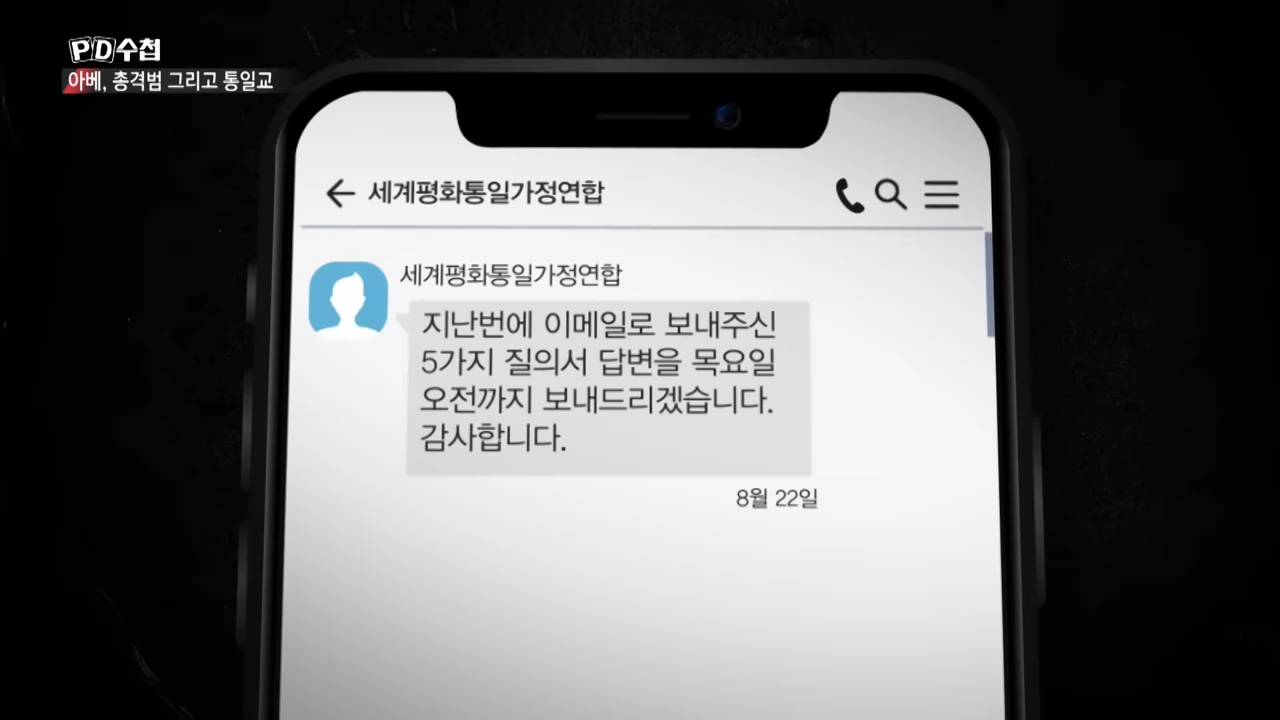 PD수첩
아베, 총격범 그리고 통일교
세계평화통일가정연합
세계평화통일가정연합
지난번에 이메일로 보내주신
5가지 질의서 답변을 목요일
오전까지 보내드리겠습니다.
감사합니다.
8월 22일